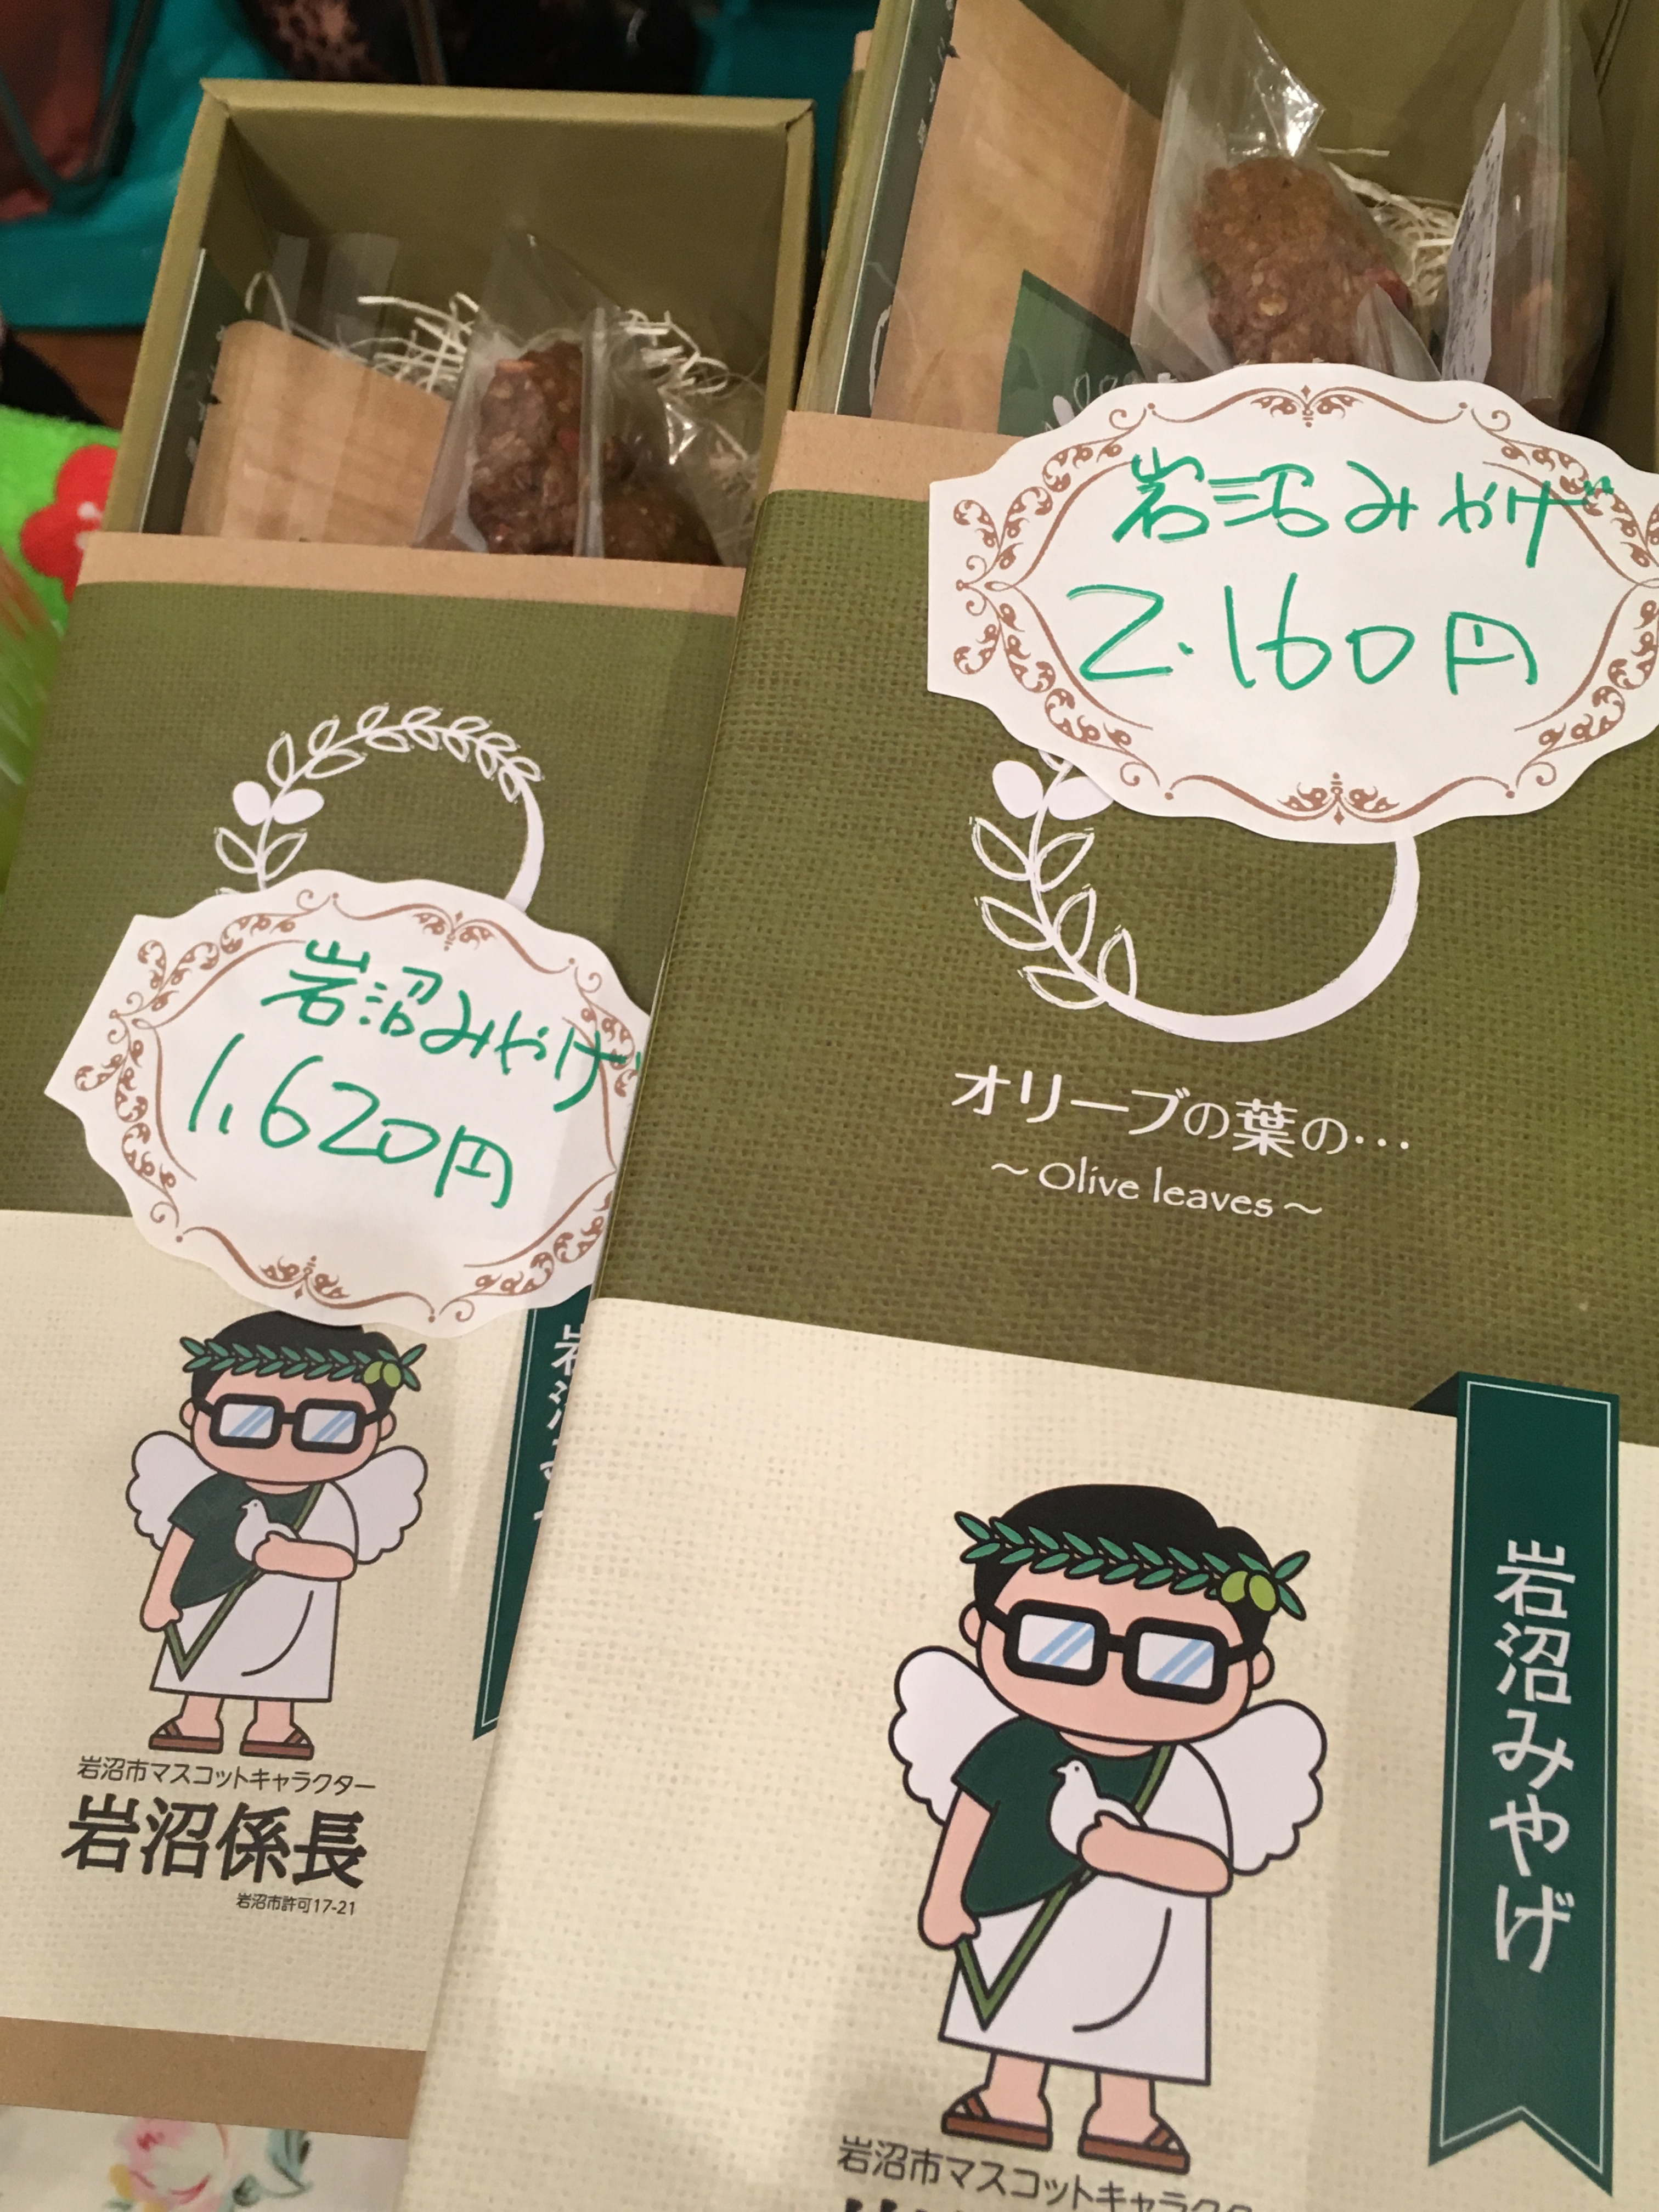 岩沼みやげ
1,620円
岩沼市マスコットキャラクター
岩沼係長
岩沼市許可17-21
岩沼みやげ
2.160円
オリーブの葉の…
～Olive leaves～
岩沼みやげ
岩沼市マスコットキャラクタ